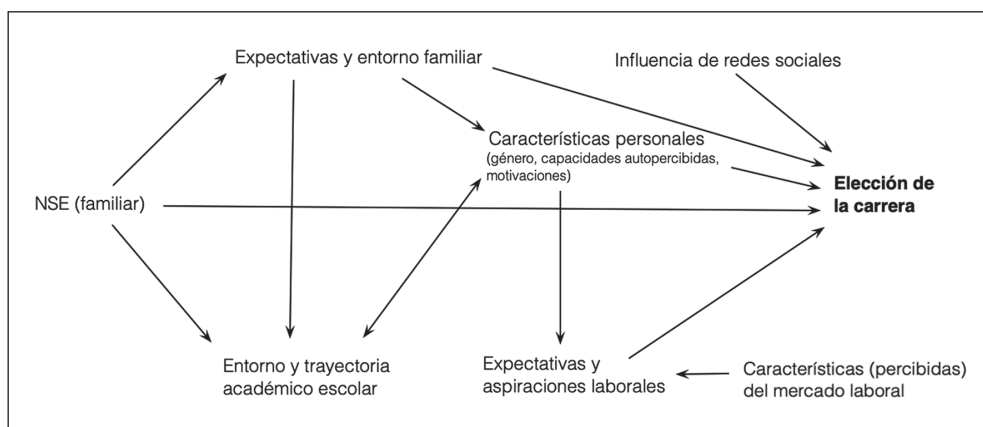 Expectativas y entorno familiar
Influencia de redes sociales
Características personales
(género, capacidades autopercibidas,
motivaciones)
Elección de
la carrera
NSE (familiar)
Entorno y trayectoria
académico escolar
Expectativas y
aspiraciones laborales
Características (percibidas)
del mercado laboral